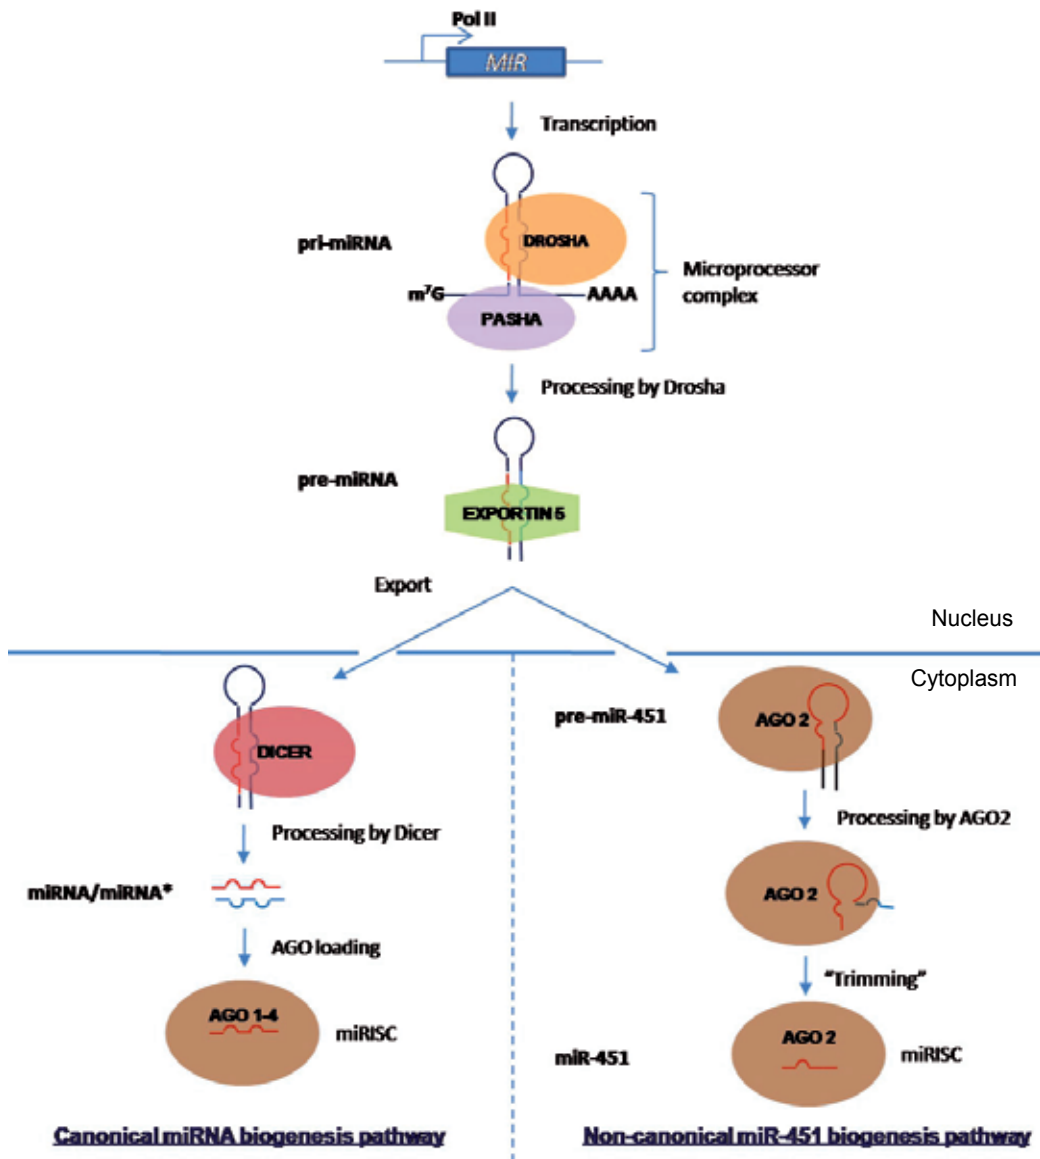 Pol II
MIR
Transcription
pri-miRNA
DROSHA
m⁷G
AAAA
PASHA
Microprocessor
complex
Processing by Drosha
pre-miRNA
EXPORTIN 5
Export
Nucleus
Cytoplasm
DICER
Processing by Dicer
miRNA/miRNA*
AGO loading
AGO 1-4
miRISC
Canonical miRNA biogenesis pathway
pre-miR-451
AGO 2
Processing by AGO2
AGO 2
"Trimming"
AGO 2
miR-451
miRISC
Non-canonical miR-451 biogenesis pathway